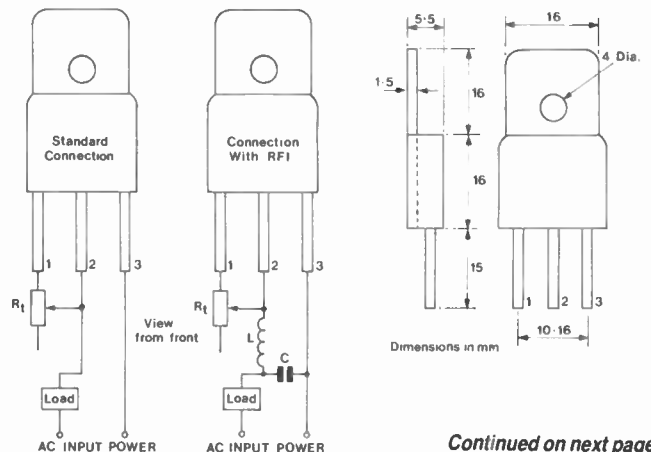 Standard
Connection
1
2
3
Rt
Load
AC INPUT POWER
Connection
With RFI
1
2
3
Rt
View
from front
L
C
Load
AC INPUT POWER
5·5
1·5
16
16
15
16
4 Dia.
1
2
3
10·16
Dimensions in mm
Continued on next page